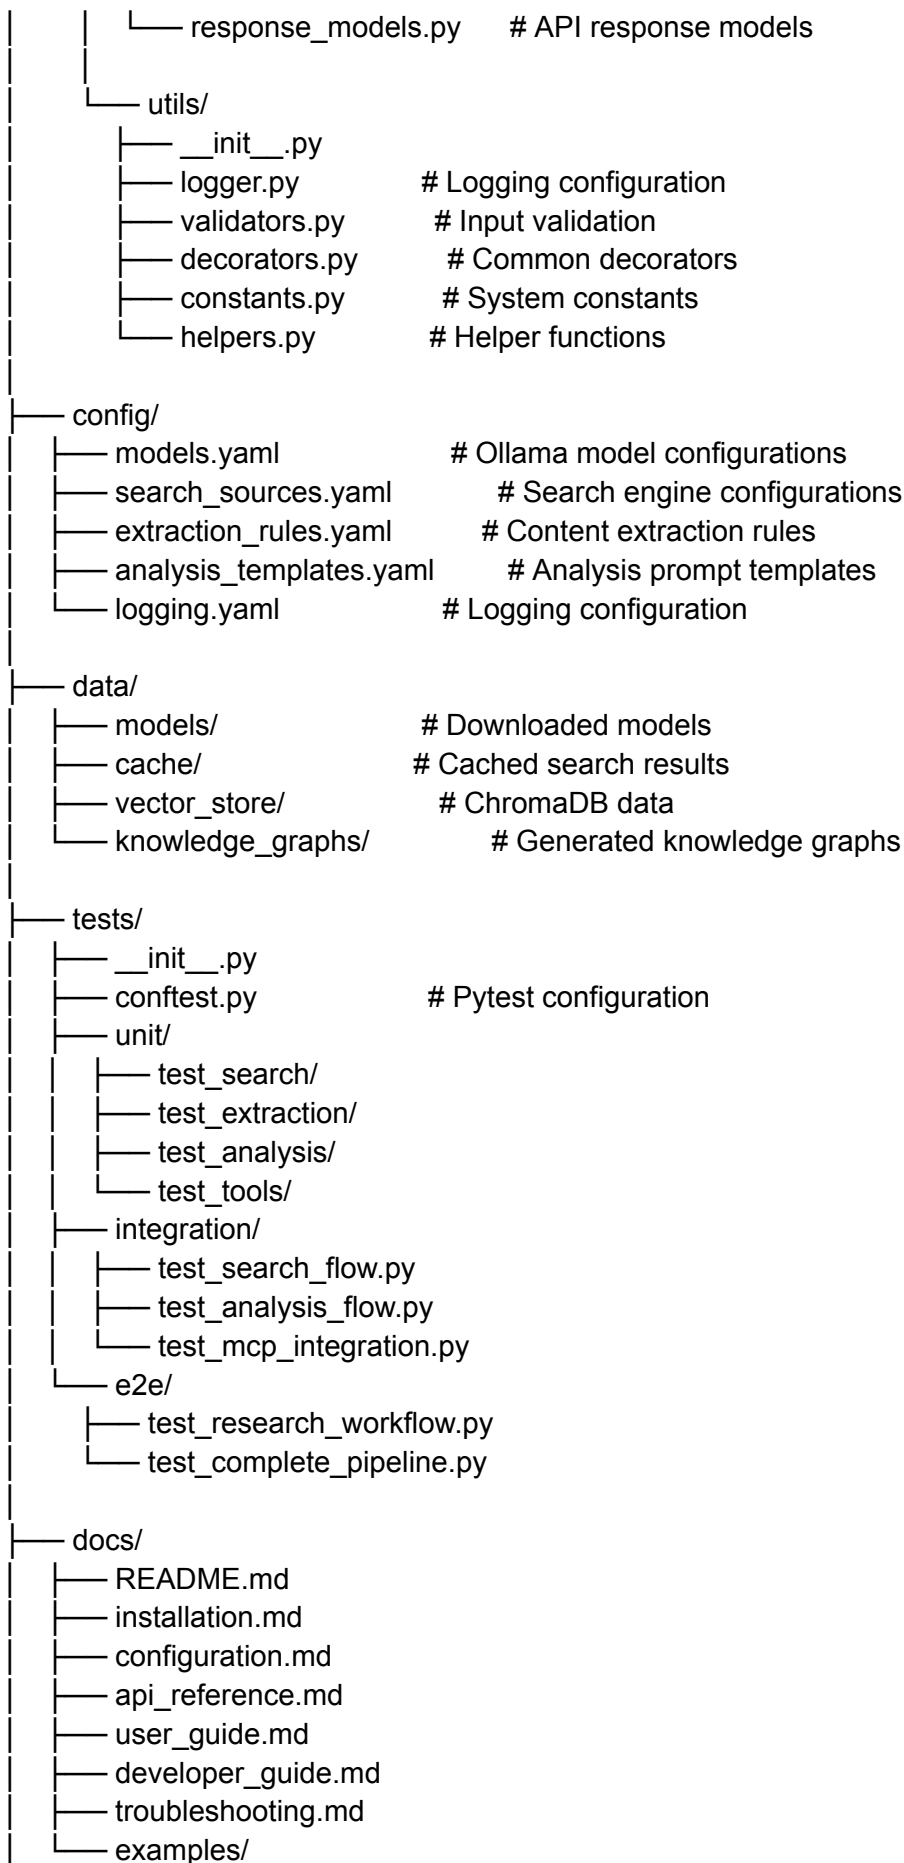 │   │   └── response_models.py # API response models
│   │
│   └── utils/
│       ├── __init__.py
│       ├── logger.py # Logging configuration
│       ├── validators.py # Input validation
│       ├── decorators.py # Common decorators
│       ├── constants.py # System constants
│       └── helpers.py # Helper functions
│
├── config/
│   ├── models.yaml # Ollama model configurations
│   ├── search_sources.yaml # Search engine configurations
│   ├── extraction_rules.yaml # Content extraction rules
│   ├── analysis_templates.yaml # Analysis prompt templates
│   └── logging.yaml # Logging configuration
│
├── data/
│   ├── models/ # Downloaded models
│   ├── cache/ # Cached search results
│   ├── vector_store/ # ChromaDB data
│   └── knowledge_graphs/ # Generated knowledge graphs
│
├── tests/
│   ├── __init__.py
│   ├── conftest.py # Pytest configuration
│   ├── unit/
│   │   ├── test_search/
│   │   ├── test_extraction/
│   │   ├── test_analysis/
│   │   └── test_tools/
│   ├── integration/
│   │   ├── test_search_flow.py
│   │   ├── test_analysis_flow.py
│   │   └── test_mcp_integration.py
│   └── e2e/
│       ├── test_research_workflow.py
│       └── test_complete_pipeline.py
│
├── docs/
│   ├── README.md
│   ├── installation.md
│   ├── configuration.md
│   ├── api_reference.md
│   ├── user_guide.md
│   ├── developer_guide.md
│   ├── troubleshooting.md
│   └── examples/